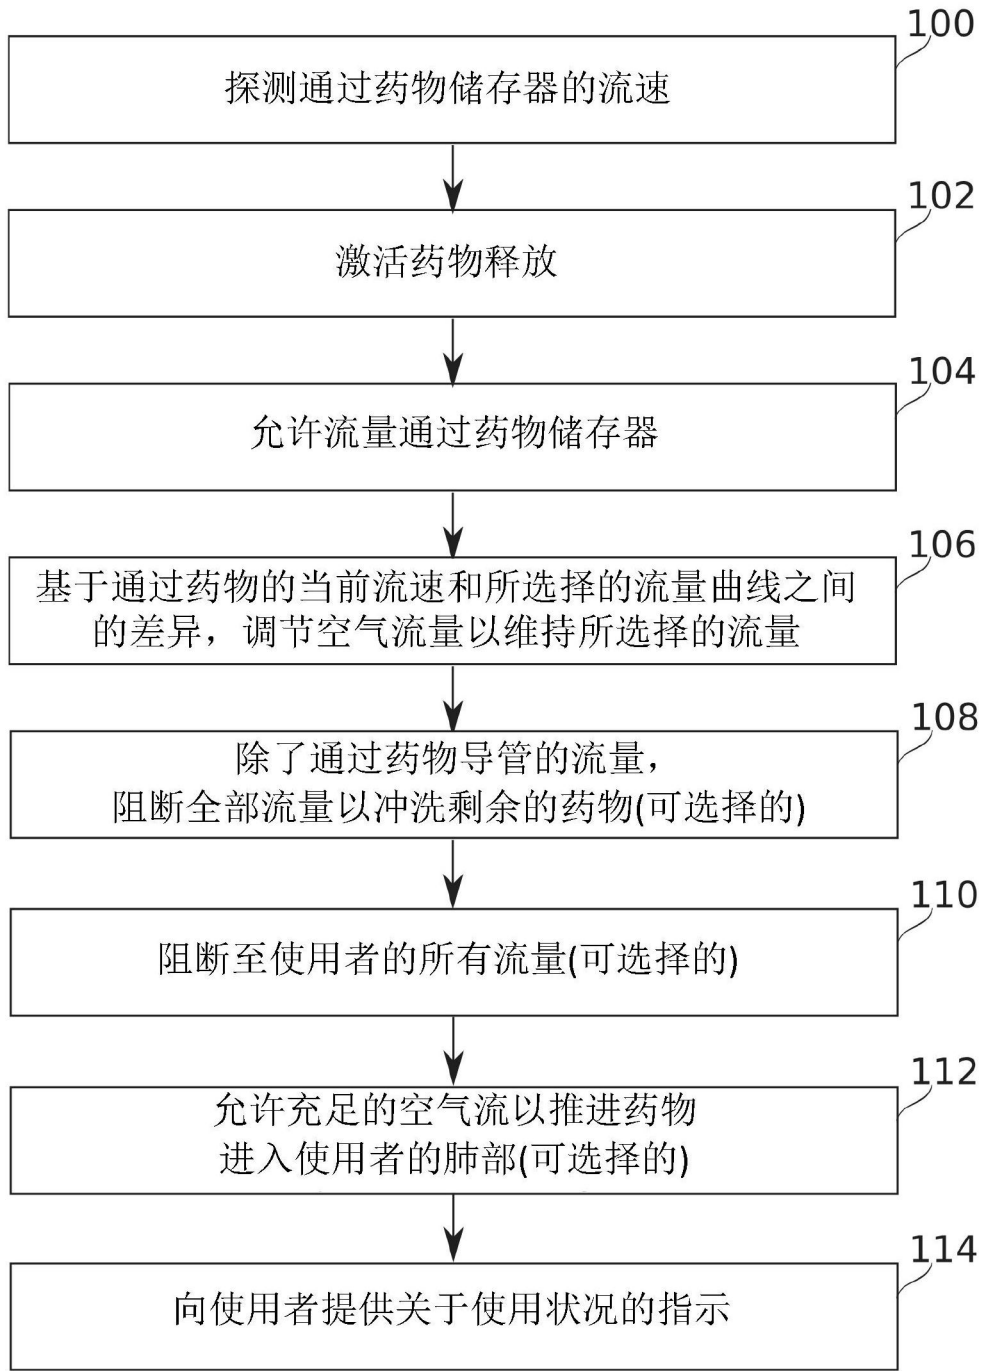 100
探测通过药物储存器的流速
102
激活药物释放
104
允许流量通过药物储存器
106
基于通过药物的当前流速和所选择的流量曲线之间
的差异，调节空气流量以维持所选择的流量
108
除了通过药物导管的流量，
阻断全部流量以冲洗剩余的药物(可选择的)
110
阻断至使用者的所有流量(可选择的)
112
允许充足的空气流以推进药物
进入使用者的肺部(可选择的)
114
向使用者提供关于使用状况的指示